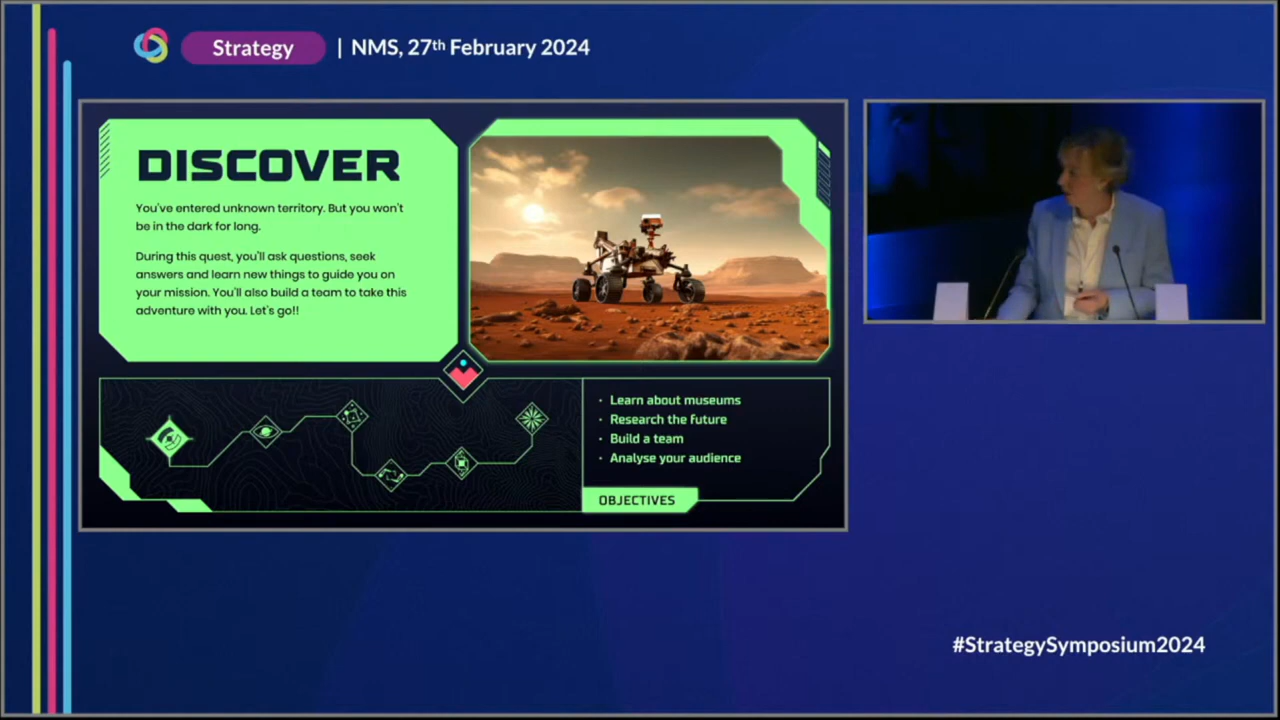 Strategy | NMS, 27th February 2024
DISCOVER
You've entered unknown territory. But you won't
be in the dark for long.
During this quest, you'll ask questions, seek
answers and learn new things to guide you on
your mission. You'll also build a team to take this
adventure with you. Let's go!!
· Learn about museums
· Research the future
· Build a team
· Analyse your audience
OBJECTIVES
#StrategySymposium2024